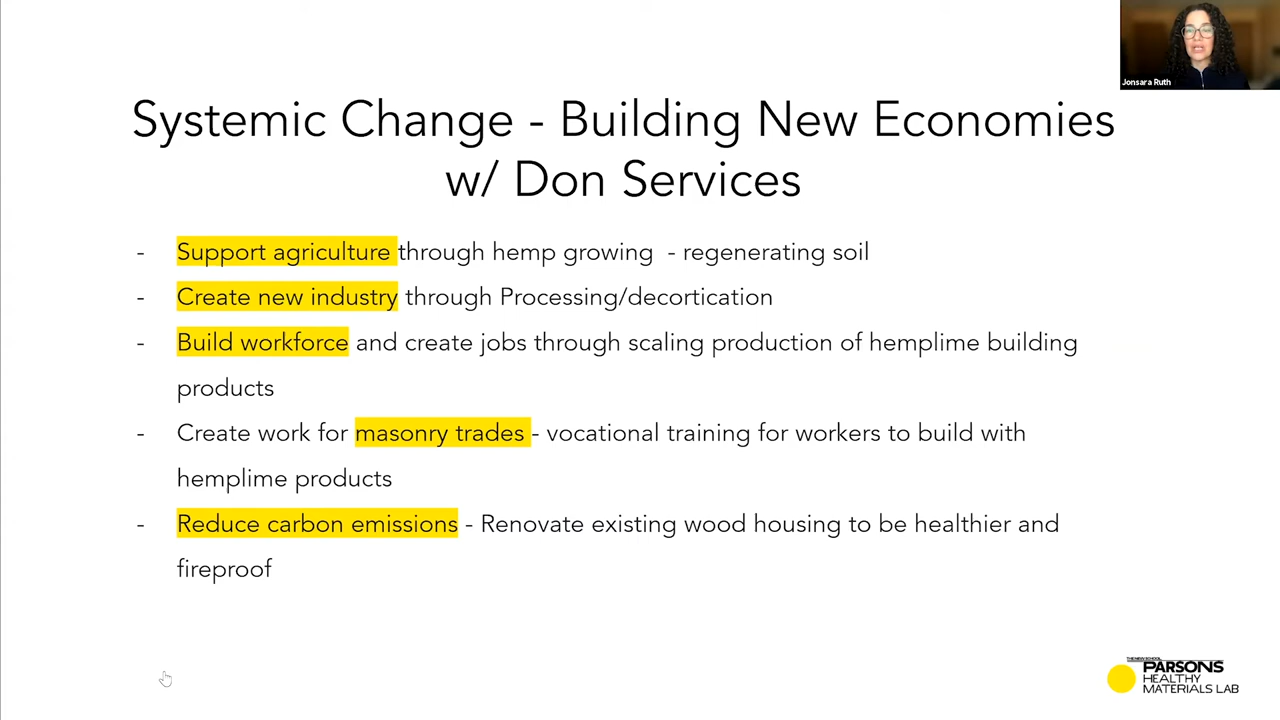 Jonsara Ruth
Systemic Change - Building New Economies
w/ Don Services
- Support agriculture through hemp growing - regenerating soil
- Create new industry through Processing/decortication
- Build workforce and create jobs through scaling production of hemplime building
products
- Create work for masonry trades - vocational training for workers to build with
hemplime products
- Reduce carbon emissions - Renovate existing wood housing to be healthier and
fireproof
THE NEW SCHOOL
PARSONS
HEALTHY
MATERIALS LAB